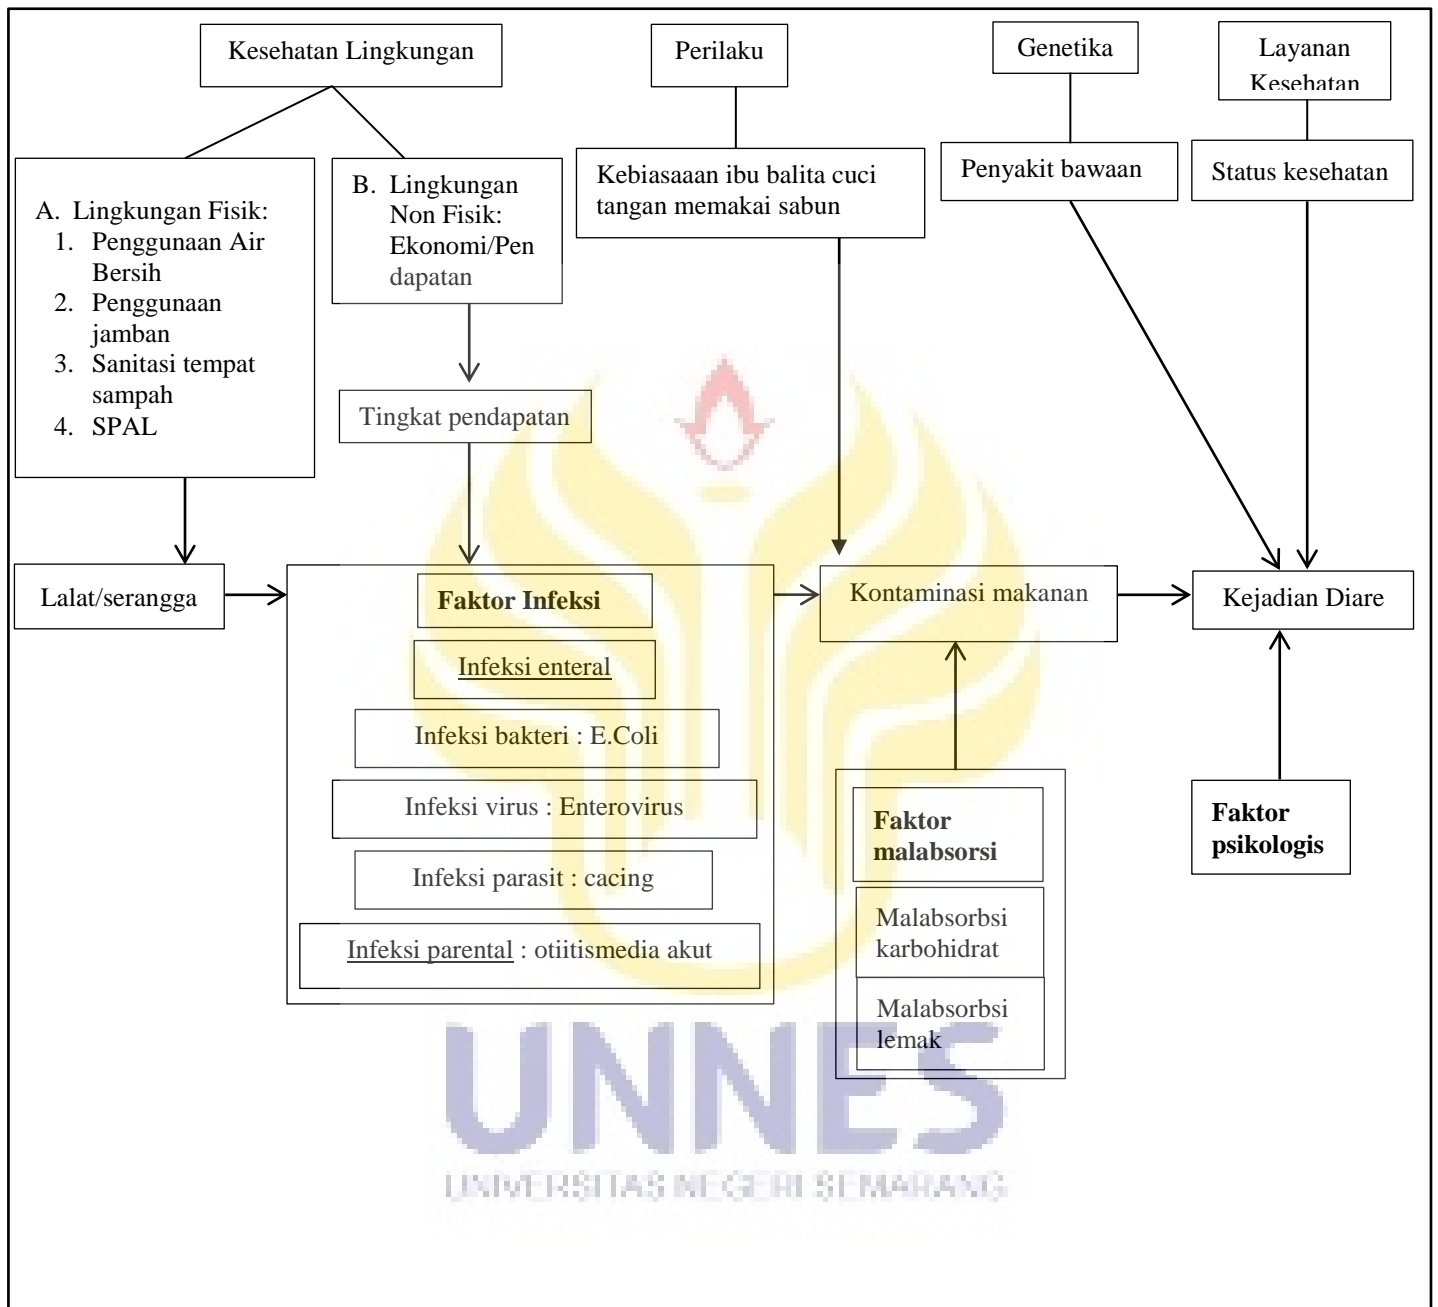 Kesehatan Lingkungan
Perilaku
Genetika
Layanan
Kesehatan
A. Lingkungan Fisik:
1. Penggunaan Air
Bersih
2. Penggunaan
jamban
3. Sanitasi tempat
sampah
4. SPAL
B. Lingkungan
Non Fisik:
Ekonomi/Pen
dapatan
Kebiasaaan ibu balita cuci
tangan memakai sabun
Penyakit bawaan
Status kesehatan
Tingkat pendapatan
Lalat/serangga
Faktor Infeksi
Infeksi enteral
Infeksi bakteri : E.Coli
Infeksi virus : Enterovirus
Infeksi parasit : cacing
Infeksi parental : otiitismedia akut
Kontaminasi makanan
Kejadian Diare
Faktor
malabsorsi
Malabsorbsi
karbohidrat
Malabsorbsi
lemak
Faktor
psikologis
UNNES
UNIVERSITAS NEGERI SEMARANG